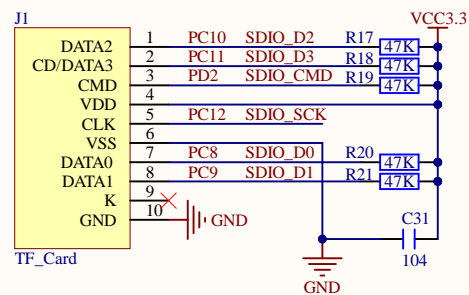 J1
VCC3.3
DATA2 1 PC10 SDIO_D2 R17 47K
CD/DATA3 2 PC11 SDIO_D3 R18 47K
CMD 3 PD2 SDIO_CMD R19 47K
VDD 4
CLK 5 PC12 SDIO_SCK
VSS 6
DATA0 7 PC8 SDIO_D0 R20 47K
DATA1 8 PC9 SDIO_D1 R21 47K
K 9
GND 10 GND
C31
104
TF_Card
GND